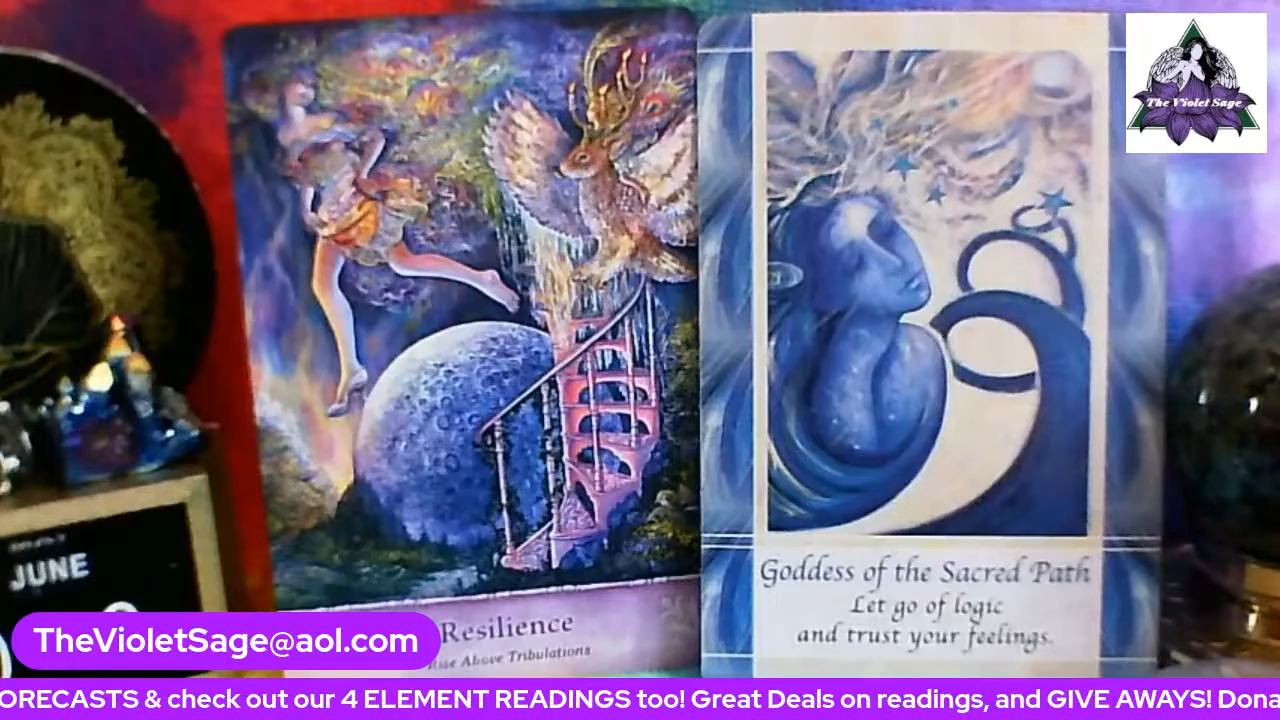 The Violet Sage
JUNE
Resilience
Rise Above Tribulations
Goddess of the Sacred Path
Let go of logic
and trust your feelings.
TheVioletSage@aol.com
ORECASTS & check out our 4 ELEMENT READINGS too! Great Deals on readings, and GIVE AWAYS! Dona